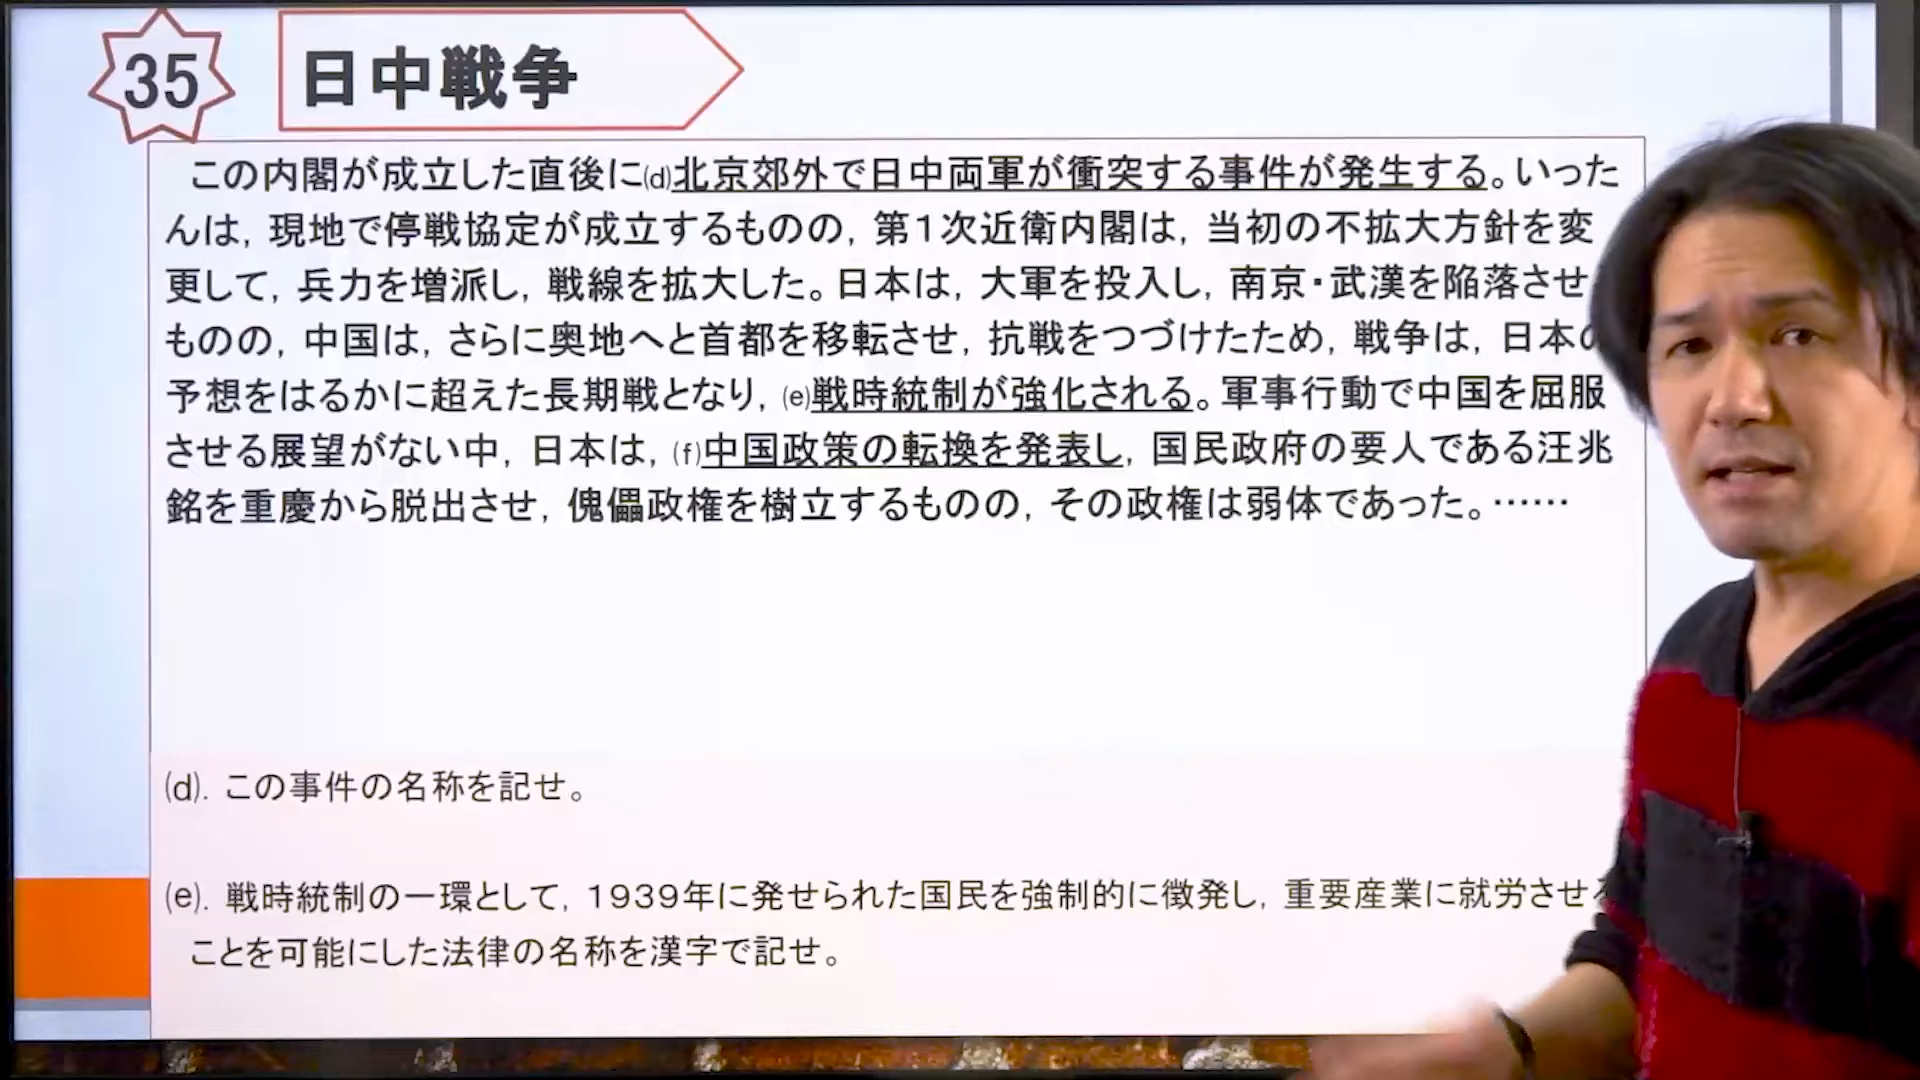 35
日中戦争
この内閣が成立した直後に(d)北京郊外で日中両軍が衝突する事件が発生する。いった
んは，現地で停戦協定が成立するものの，第１次近衛内閣は，当初の不拡大方針を変
更して，兵力を増派し，戦線を拡大した。日本は，大軍を投入し，南京・武漢を陥落させ
ものの，中国は，さらに奥地へと首都を移転させ，抗戦をつづけたため，戦争は，日本の
予想をはるかに超えた長期戦となり，(e)戦時統制が強化される。軍事行動で中国を屈服
させる展望がない中，日本は，(f)中国政策の転換を発表し，国民政府の要人である汪兆
銘を重慶から脱出させ，傀儡政権を樹立するものの，その政権は弱体であった。……
(d). この事件の名称を記せ。
(e). 戦時統制の一環として，１９３９年に発せられた国民を強制的に徴発し，重要産業に就労させる
ことを可能にした法律の名称を漢字で記せ。